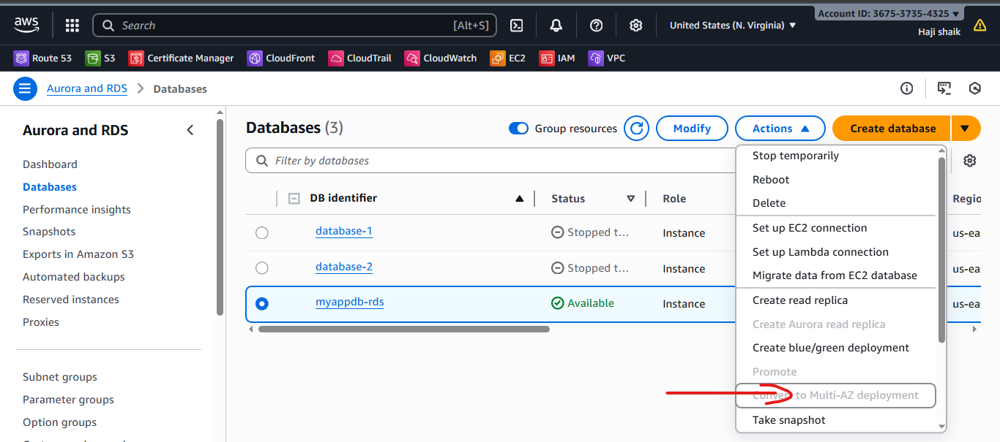 aws
Search [Alt+S]
United States (N. Virginia) ▼
Account ID: 3675-3735-4325 ▼
Haji shaik
Route 53 S3 Certificate Manager CloudFront CloudTrail CloudWatch EC2 IAM VPC
Aurora and RDS > Databases
Aurora and RDS
Dashboard
Databases
Performance insights
Snapshots
Exports in Amazon S3
Automated backups
Reserved instances
Proxies
Subnet groups
Parameter groups
Option groups
Databases (3)
Group resources
Modify
Actions
Create database
Filter by databases
DB identifier Status Role Regio
database-1 Stopped t... Instance us-eas
database-2 Stopped t... Instance us-eas
myappdb-rds Available Instance us-eas
Stop temporarily
Reboot
Delete
Set up EC2 connection
Set up Lambda connection
Migrate data from EC2 database
Create read replica
Create Aurora read replica
Create blue/green deployment
Promote
Convert to Multi-AZ deployment
Take snapshot